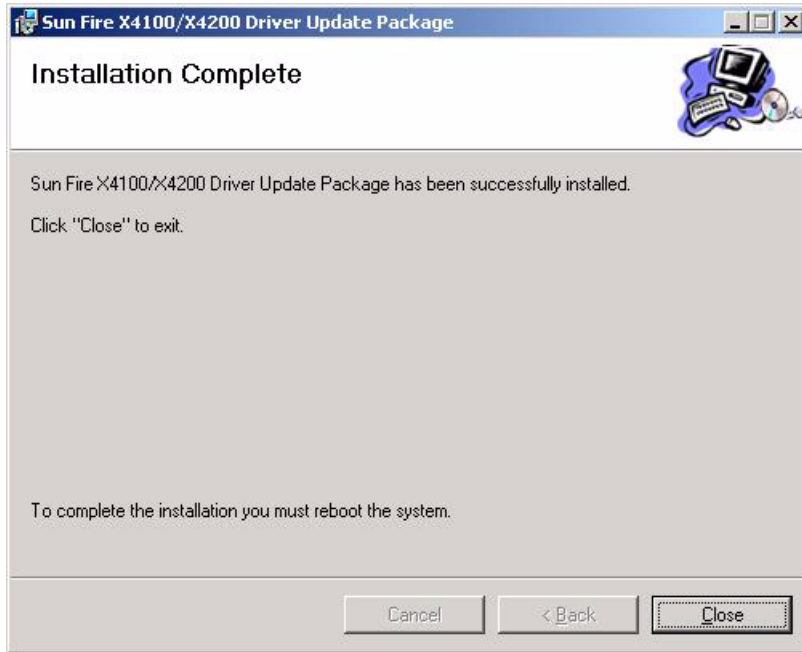 Sun Fire X4100/X4200 Driver Update Package
Installation Complete
Sun Fire X4100/X4200 Driver Update Package has been successfully installed.
Click "Close" to exit.
To complete the installation you must reboot the system.
Cancel
< Back
Close